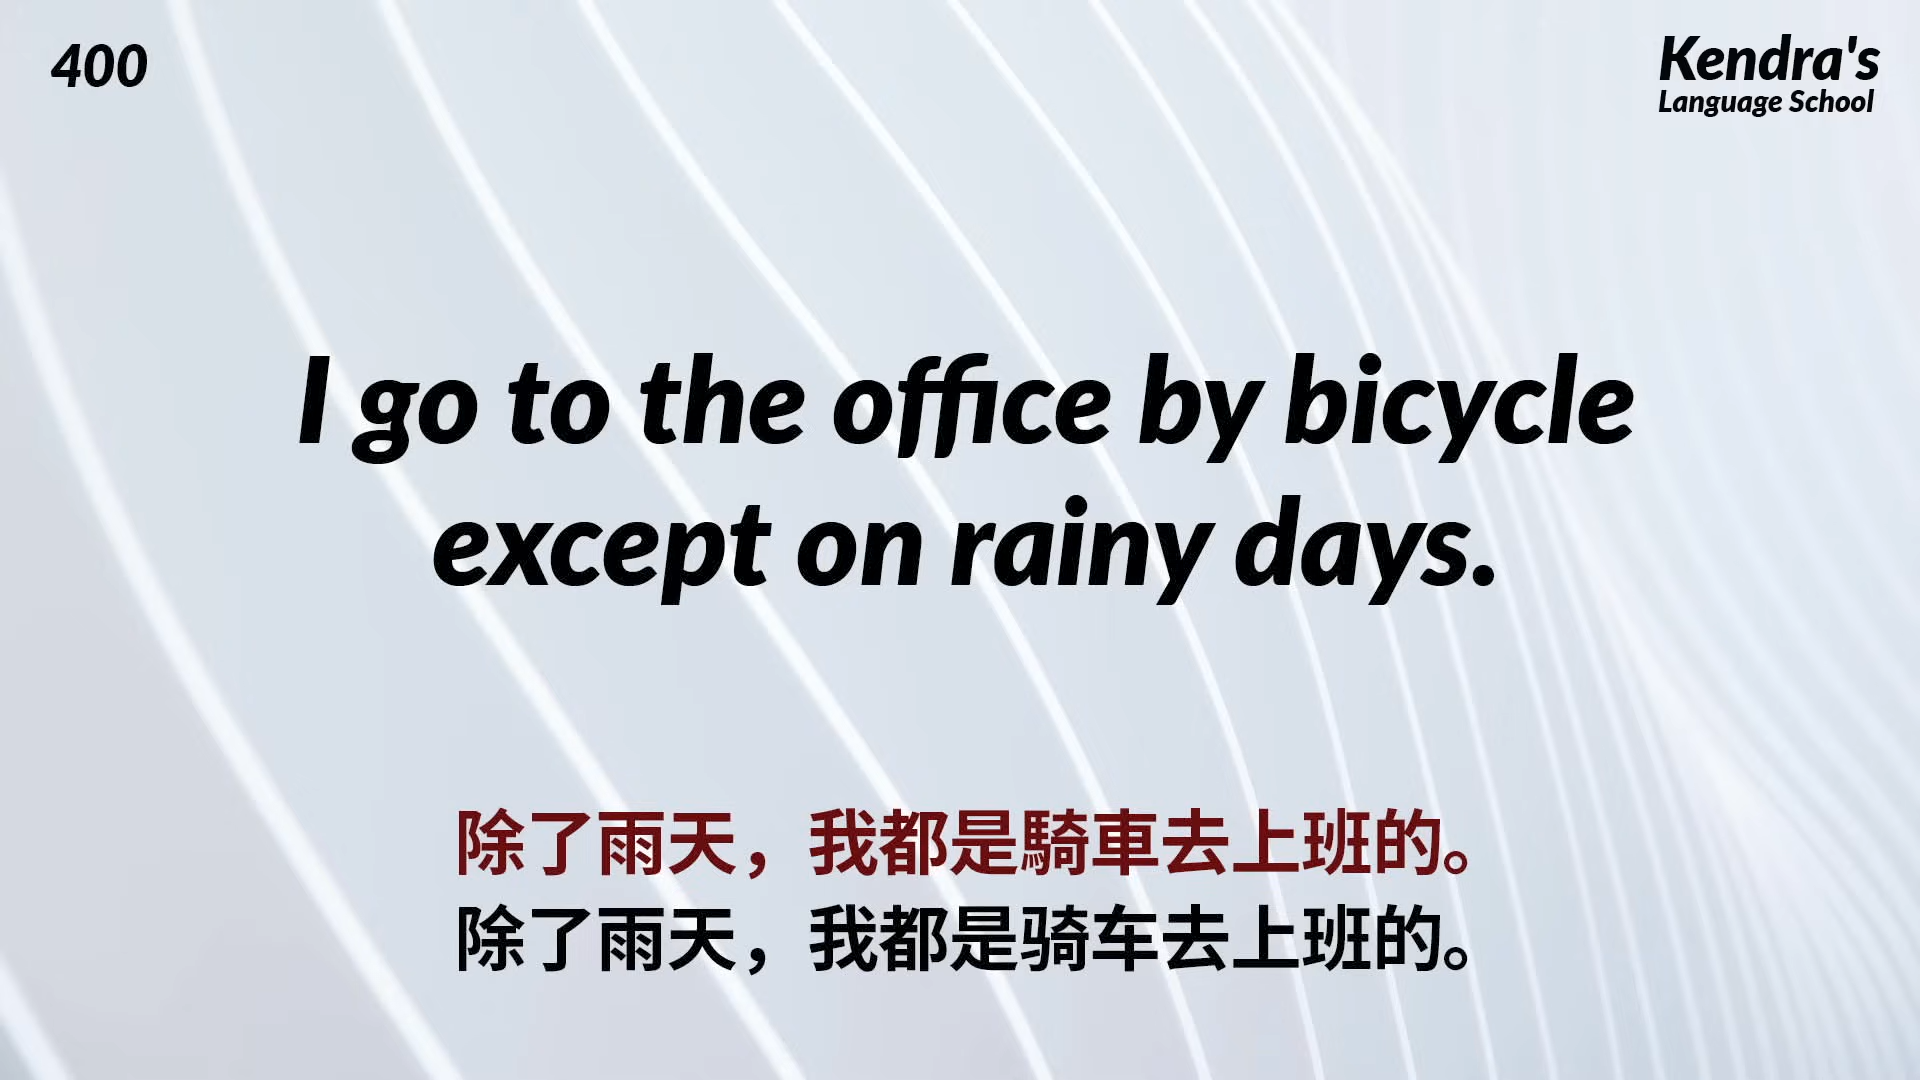 400
Kendra's
Language School
I go to the office by bicycle
except on rainy days.
除了雨天，我都是騎車去上班的。
除了雨天，我都是骑车去上班的。